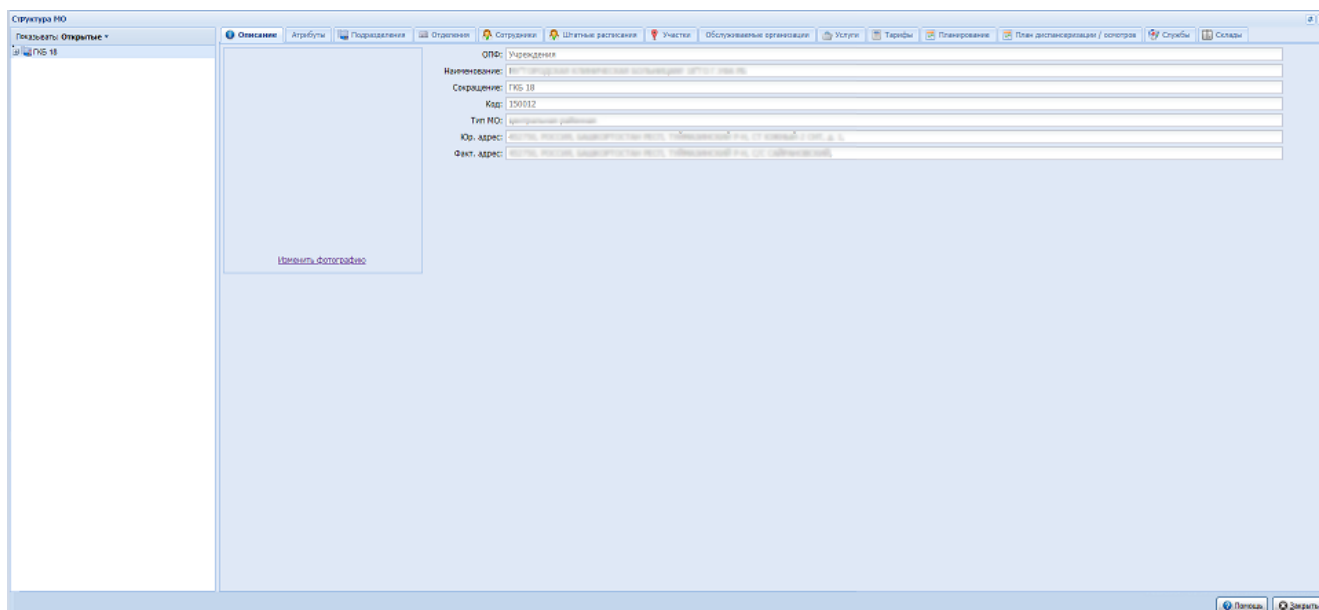 Структура МО
Показывать: Открытые
ГКБ 18
Описание Атрибуты Подразделения Отделения Сотрудники Штатные расписания Участки Обслуживаемые организации Услуги Тарифы Планирование План диспансеризации / осмотров Службы Склады
ОПФ: Учреждения
Наименование:
Сокращение: ГКБ 18
Код: 150012
Тип МО: центральная районная
Юр. адрес:
Факт. адрес:
Изменить фотографию
Помощь Закрыть